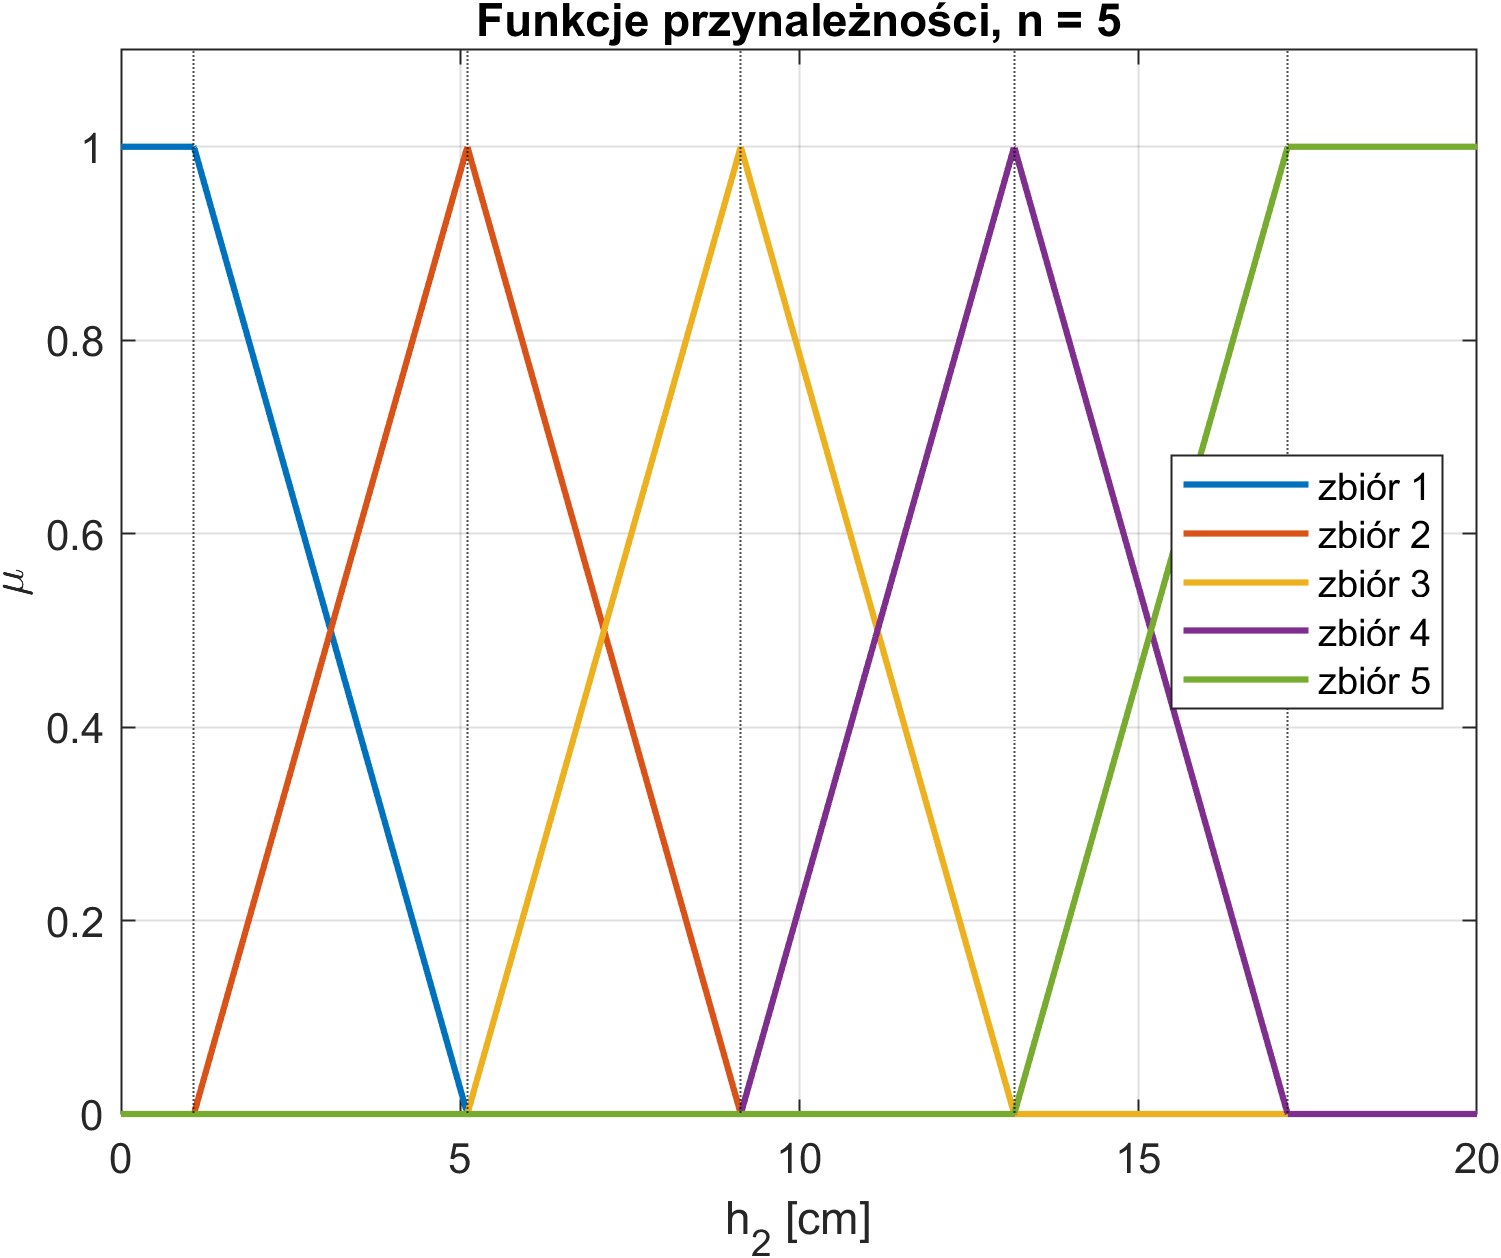 Funkcje przynależności, n = 5
1
0.8
0.6
0.4
0.2
0
μ
zbiór 1
zbiór 2
zbiór 3
zbiór 4
zbiór 5
0 5 10 15 20
h2 [cm]